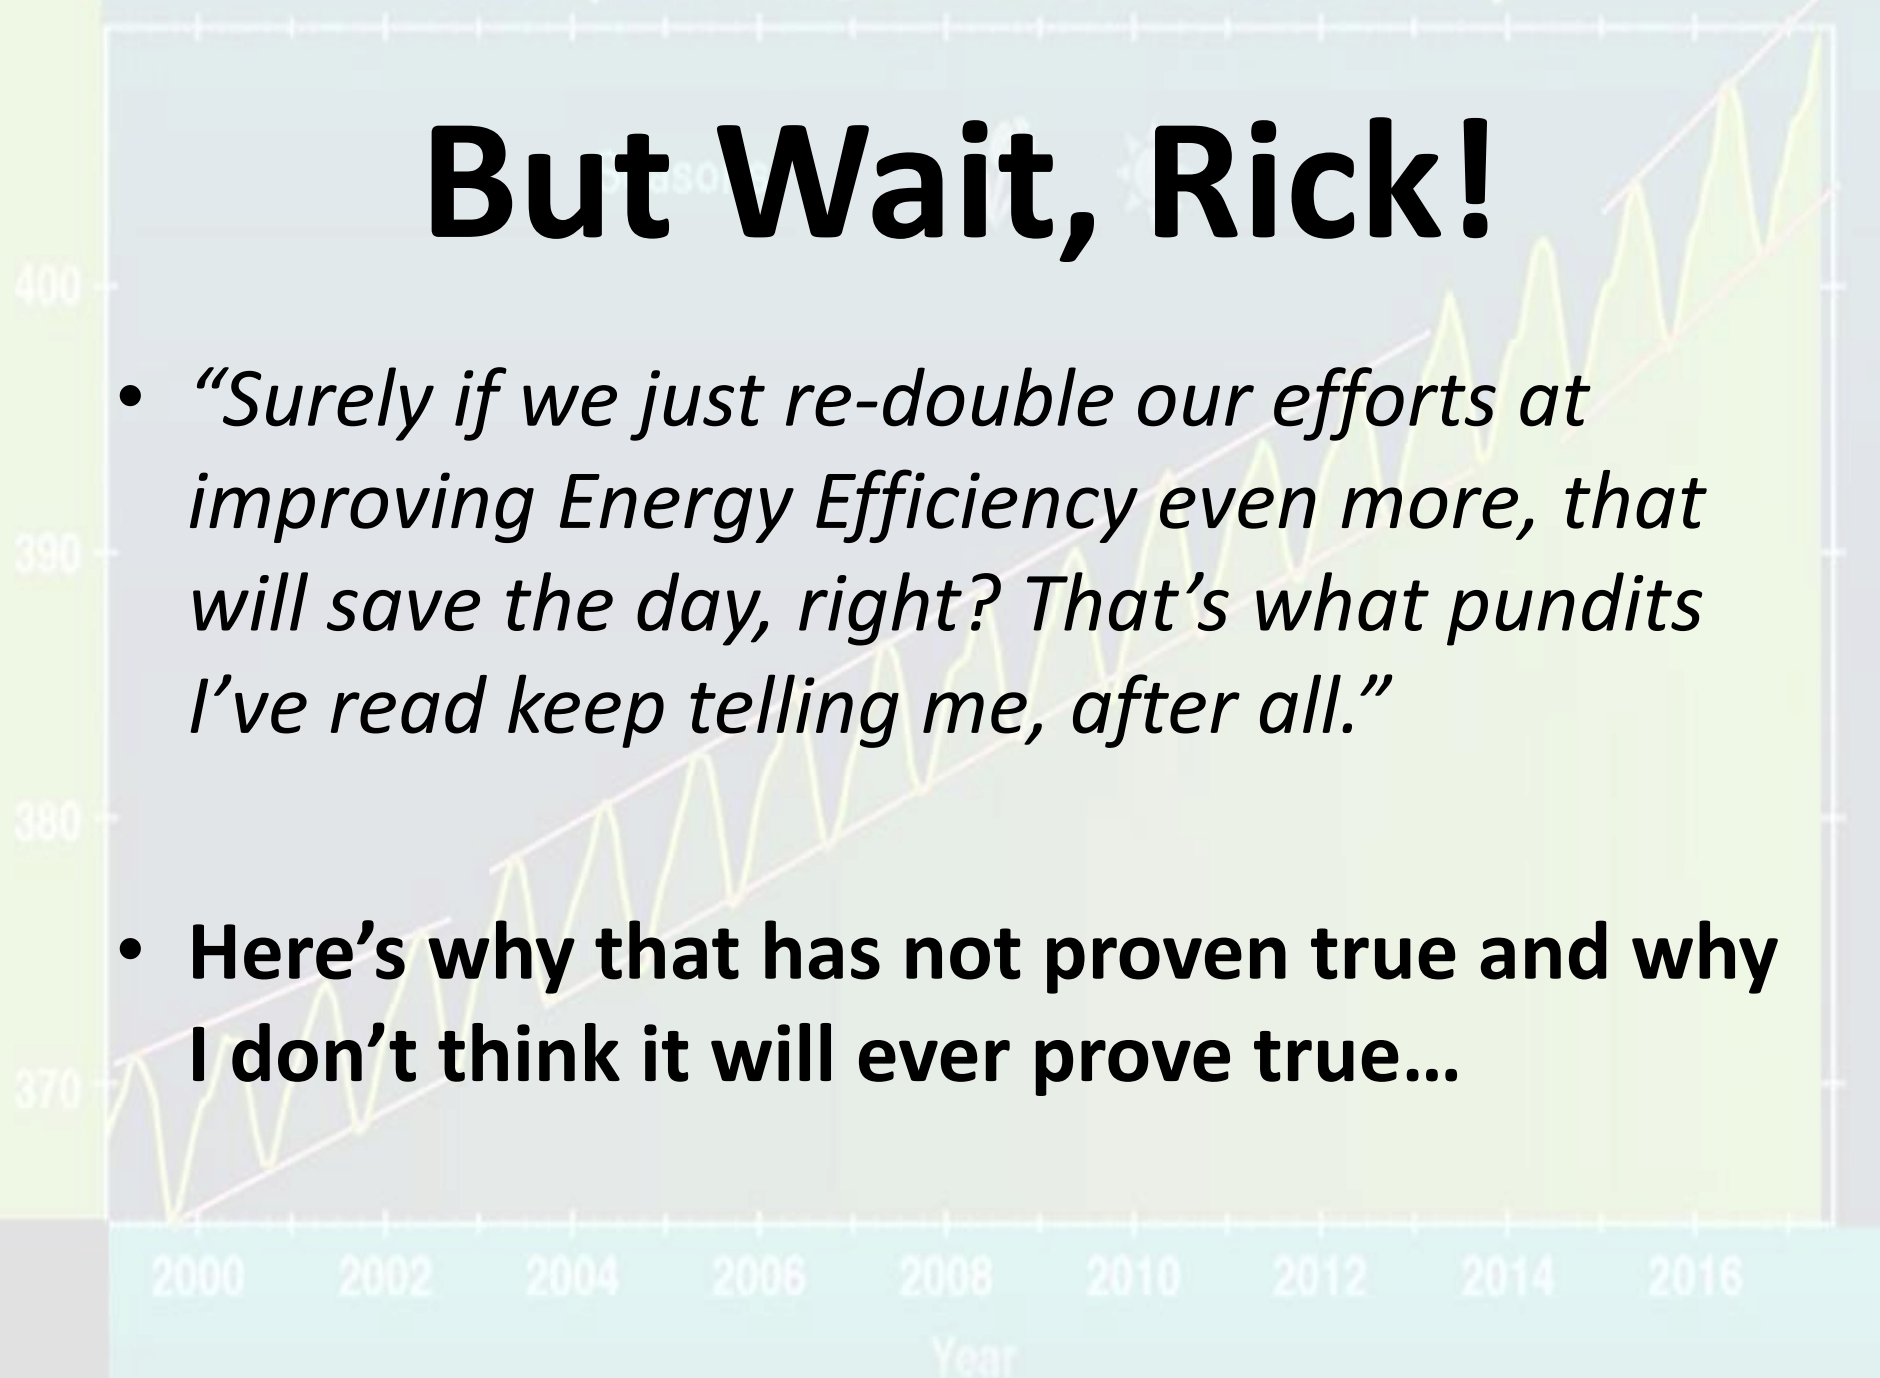 But Wait, Rick!
• “Surely if we just re-double our efforts at
improving Energy Efficiency even more, that
will save the day, right? That’s what pundits
I’ve read keep telling me, after all.”
• Here’s why that has not proven true and why
I don’t think it will ever prove true…
400
390
380
370
2000 2002 2004 2006 2008 2010 2012 2014 2016
Year